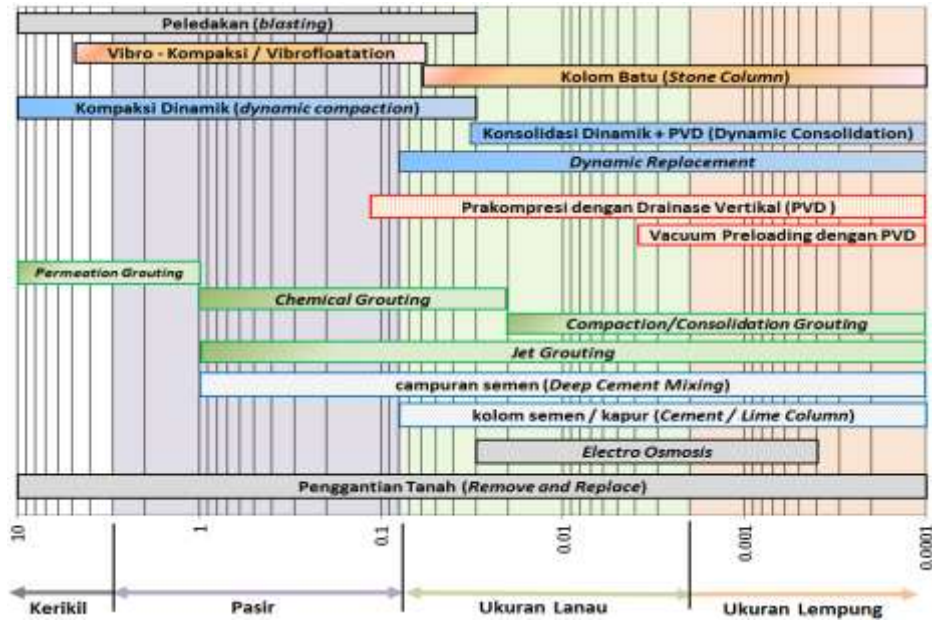 Peledakan (blasting)
Vibro - Kompaksi / Vibrofloatation
Kolom Batu (Stone Column)
Kompaksi Dinamik (dynamic compaction)
Konsolidasi Dinamik + PVD (Dynamic Consolidation)
Dynamic Replacement
Prakompresi dengan Drainase Vertikal (PVD )
Vacuum Preloading dengan PVD
Permeation Grouting
Chemical Grouting
Compaction/Consolidation Grouting
Jet Grouting
campuran semen (Deep Cement Mixing)
kolom semen / kapur (Cement / Lime Column)
Electro Osmosis
Penggantian Tanah (Remove and Replace)
10 1 0.1 0.01 0.001 0.0001
Kerikil Pasir Ukuran Lanau Ukuran Lempung